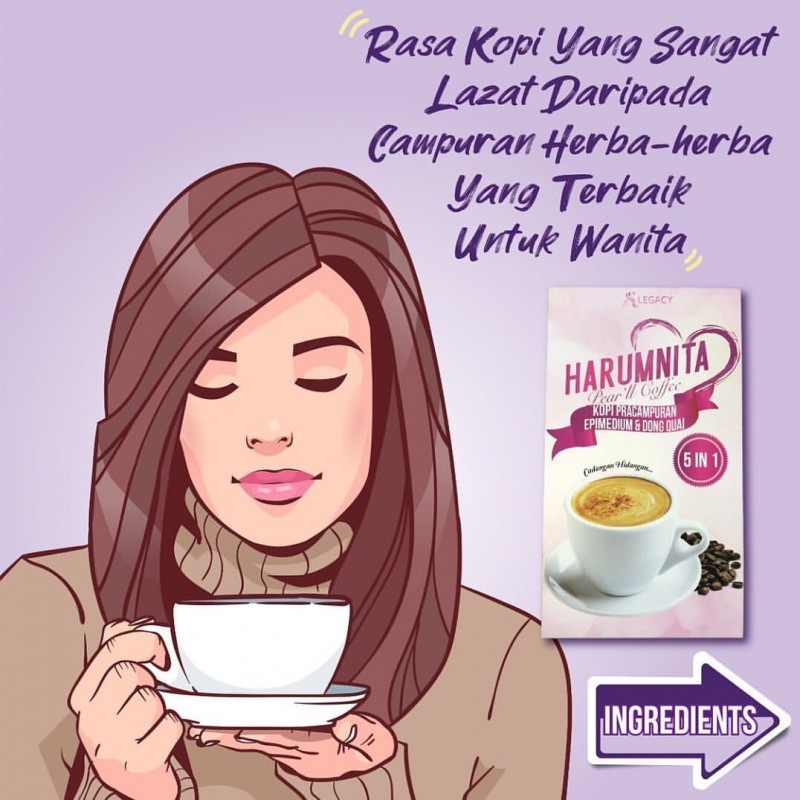 "Rasa Kopi Yang Sangat
Lazat Daripada
Campuran Herba-herba
Yang Terbaik
Untuk Wanita"
LEGACY
HARUMNITA
Pear'll Coffee
KOPI PRACAMPURAN
EPIMEDIUM & DONG QUAI
5 IN 1
Cadangan Hidangan...
INGREDIENTS